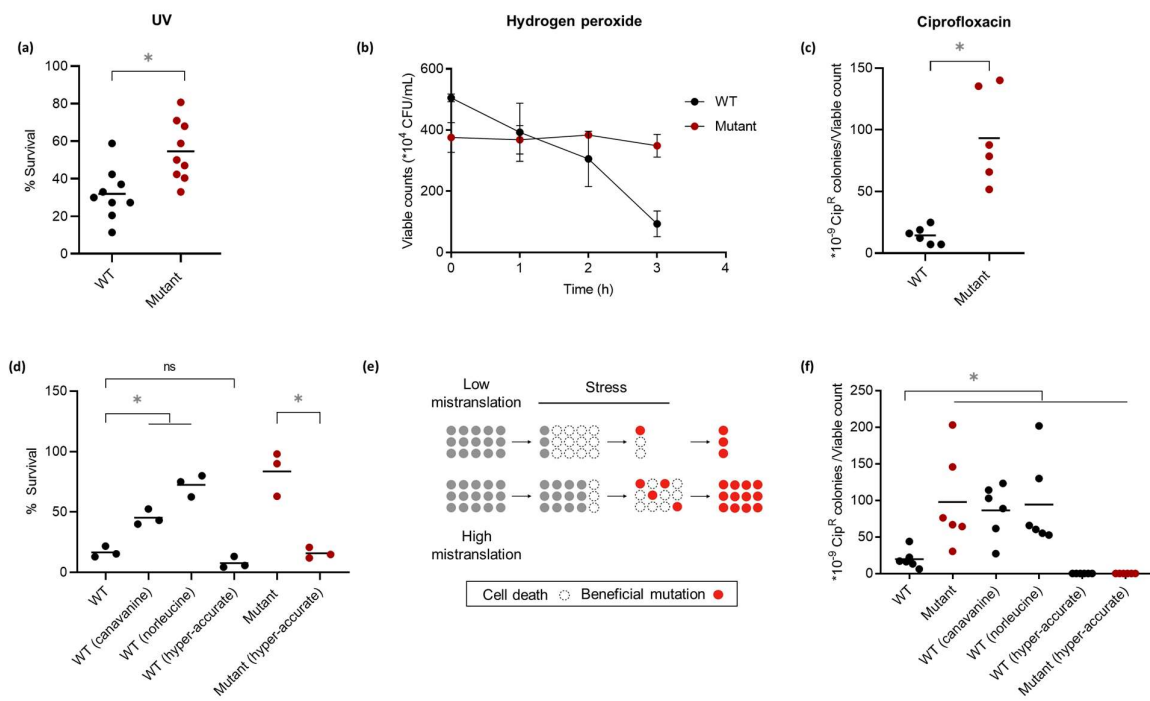 UV
Hydrogen peroxide
Ciprofloxacin
(a)
*
% Survival
100
80
60
40
20
0
WT
Mutant
(b)
Viable counts (*10⁴ CFU/mL)
600
400
200
0
0 1 2 3 4
Time (h)
WT
Mutant
(c)
*
*10⁻⁹ Cipᴿ colonies/Viable count
150
100
50
0
WT
Mutant
(d)
ns
*
*
% Survival
150
100
50
0
WT
WT (canavanine)
WT (norleucine)
WT (hyper-accurate)
Mutant
Mutant (hyper-accurate)
(e)
Low
mistranslation
Stress
High
mistranslation
Cell death
Beneficial mutation
(f)
*
*10⁻⁹ Cipᴿ colonies /Viable count
250
200
150
100
50
0
WT
Mutant
WT (canavanine)
WT (norleucine)
WT (hyper-accurate)
Mutant (hyper-accurate)